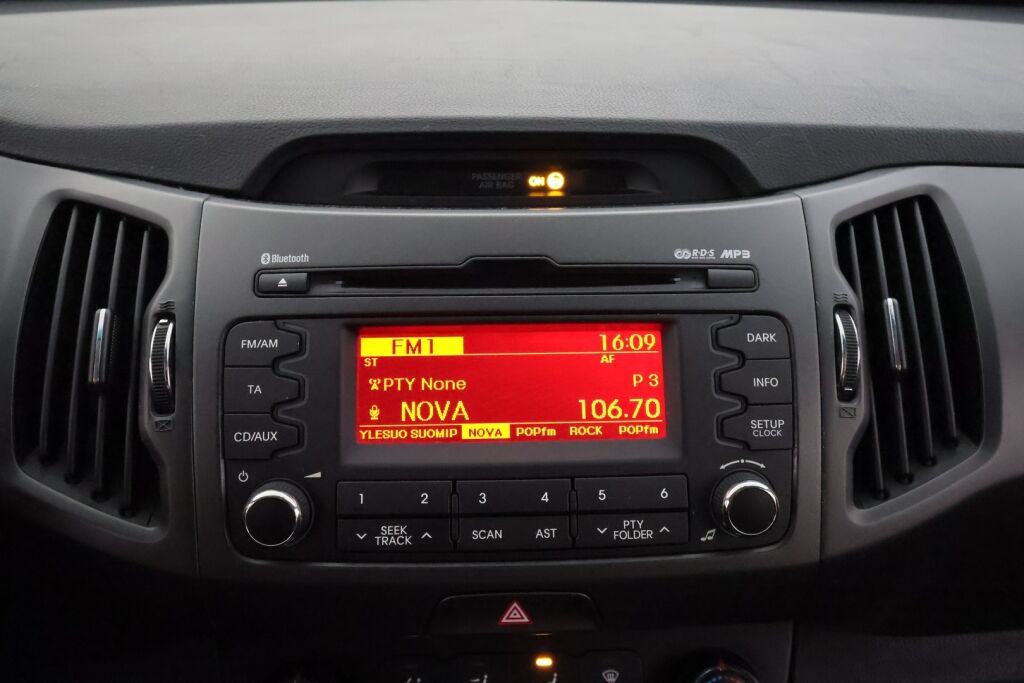 PASSENGER
AIR BAG ON
Bluetooth
R·D·S MP3
FM1 16:09
ST AF
PTY None P 3
NOVA 106.70
YLESUO SUOMIP NOVA POPfm ROCK POPfm
FM/AM
TA
CD/AUX
DARK
INFO
SETUP
CLOCK
1 2 3 4 5 6
SEEK
TRACK
SCAN AST
PTY
FOLDER